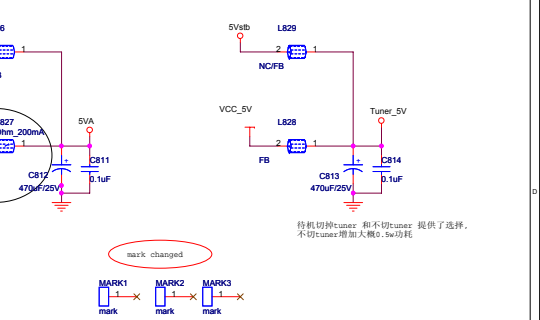 6
1
827
hm_200mA
1
5VA
C812
470uF/25V
C811
0.1uF
5Vstb
L829
2
1
NC/FB
VCC_5V
L828
2
1
FB
Tuner_5V
C813
470uF/25V
C814
0.1uF
D
待机切掉tuner 和不切tuner 提供了选择，
不切tuner增加大概0.5w功耗
mark changed
MARK1
1
mark
MARK2
1
mark
MARK3
1
mark